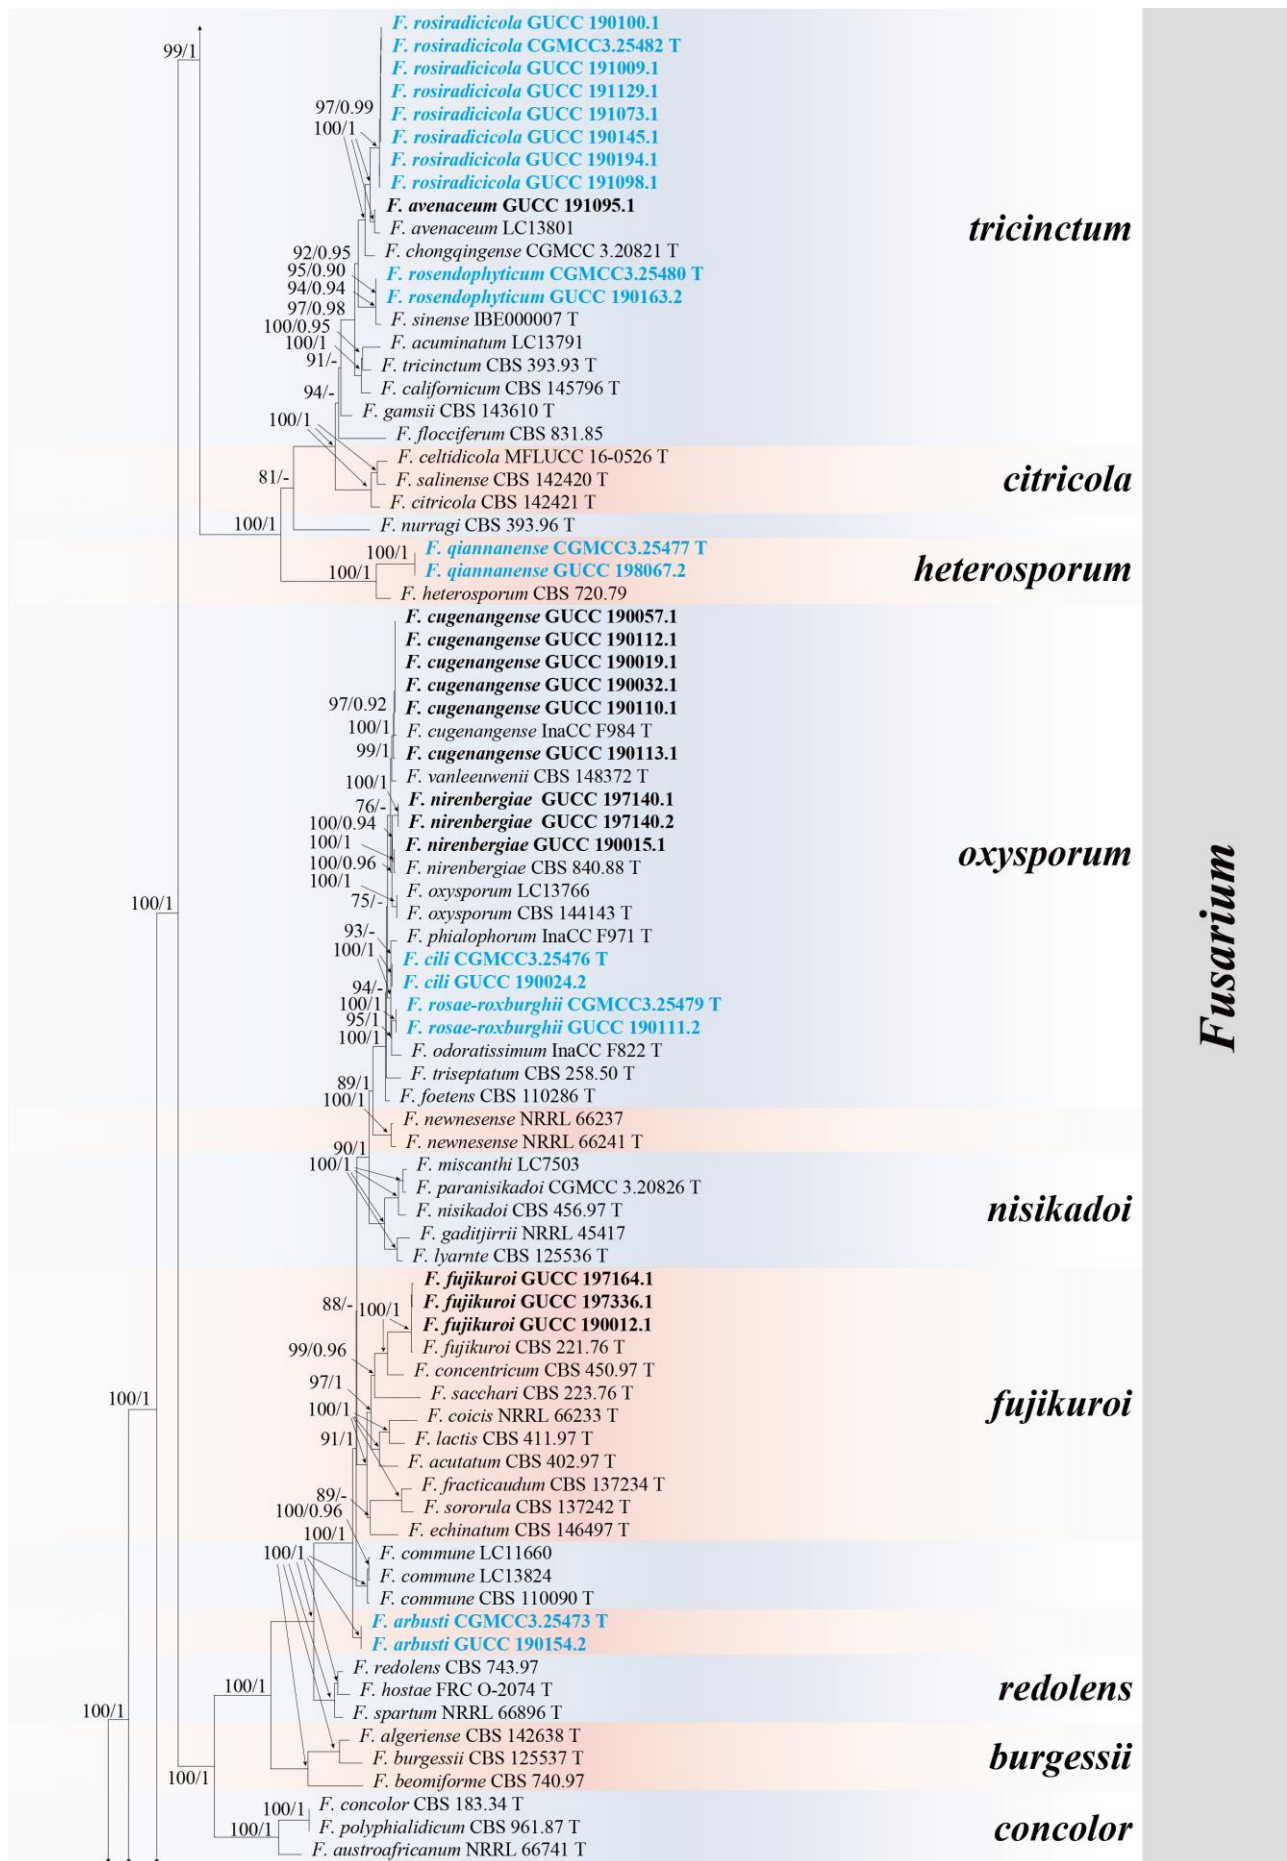 F. rosiradicicola GUCC 190100.1
F. rosiradicicola CGMCC3.25482 T
99/1
F. rosiradicicola GUCC 191009.1
F. rosiradicicola GUCC 191129.1
97/0.99
F. rosiradicicola GUCC 191073.1
100/1
F. rosiradicicola GUCC 190145.1
F. rosiradicicola GUCC 190194.1
F. rosiradicicola GUCC 191098.1
F. avenaceum GUCC 191095.1
F. avenaceum LC13801
tricinctum
92/0.95
F. chongqingense CGMCC 3.20821 T
95/0.90
F. rosendophyticum CGMCC3.25480 T
94/0.94
F. rosendophyticum GUCC 190163.2
97/0.98
F. sinense IBE000007 T
100/0.95
100/1
F. acuminatum LC13791
91/-
F. tricinctum CBS 393.93 T
94/-
F. californicum CBS 145796 T
F. gamsii CBS 143610 T
100/1
F. flocciferum CBS 831.85
F. celtidicola MFLUCC 16-0526 T
81/-
F. salinense CBS 142420 T
citricola
F. citricola CBS 142421 T
100/1
F. nurragi CBS 393.96 T
100/1
F. qiannanense CGMCC3.25477 T
100/1
F. qiannanense GUCC 198067.2
heterosporum
F. heterosporum CBS 720.79
F. cugenangense GUCC 190057.1
F. cugenangense GUCC 190112.1
F. cugenangense GUCC 190019.1
F. cugenangense GUCC 190032.1
97/0.92
F. cugenangense GUCC 190110.1
100/1
F. cugenangense InaCC F984 T
99/1
F. cugenangense GUCC 190113.1
F. vanleeuwenii CBS 148372 T
100/1
76/-
F. nirenbergiae GUCC 197140.1
100/0.94
F. nirenbergiae GUCC 197140.2
100/1
F. nirenbergiae GUCC 190015.1
oxysporum
100/0.96
F. nirenbergiae CBS 840.88 T
100/1
F. oxysporum LC13766
75/-
F. oxysporum CBS 144143 T
100/1
93/-
F. phialophorum InaCC F971 T
100/1
F. cili CGMCC3.25476 T
F. cili GUCC 190024.2
94/-
100/1
F. rosae-roxburghii CGMCC3.25479 T
95/1
F. rosae-roxburghii GUCC 190111.2
100/1
F. odoratissimum InaCC F822 T
89/1
F. triseptatum CBS 258.50 T
100/1
F. foetens CBS 110286 T
F. newnesense NRRL 66237
90/1
F. newnesense NRRL 66241 T
100/1
F. miscanthi LC7503
F. paranisikadoi CGMCC 3.20826 T
nisikadoi
F. nisikadoi CBS 456.97 T
F. gaditjirrii NRRL 45417
F. lyarnte CBS 125536 T
F. fujikuroi GUCC 197164.1
88/-
100/1
F. fujikuroi GUCC 197336.1
F. fujikuroi GUCC 190012.1
99/0.96
F. fujikuroi CBS 221.76 T
F. concentricum CBS 450.97 T
97/1
F. sacchari CBS 223.76 T
100/1
100/1
F. coicis NRRL 66233 T
fujikuroi
91/1
F. lactis CBS 411.97 T
F. acutatum CBS 402.97 T
89/-
F. fracticaudum CBS 137234 T
100/0.96
F. sororula CBS 137242 T
100/1
F. echinatum CBS 146497 T
100/1
F. commune LC11660
F. commune LC13824
F. commune CBS 110090 T
F. arbusti CGMCC3.25473 T
F. arbusti GUCC 190154.2
F. redolens CBS 743.97
100/1
F. hostae FRC O-2074 T
redolens
100/1
F. spartum NRRL 66896 T
F. algeriense CBS 142638 T
F. burgessii CBS 125537 T
burgessii
100/1
F. beomiforme CBS 740.97
100/1
F. concolor CBS 183.34 T
100/1
F. polyphialidicum CBS 961.87 T
concolor
F. austroafricanum NRRL 66741 T
Fusarium